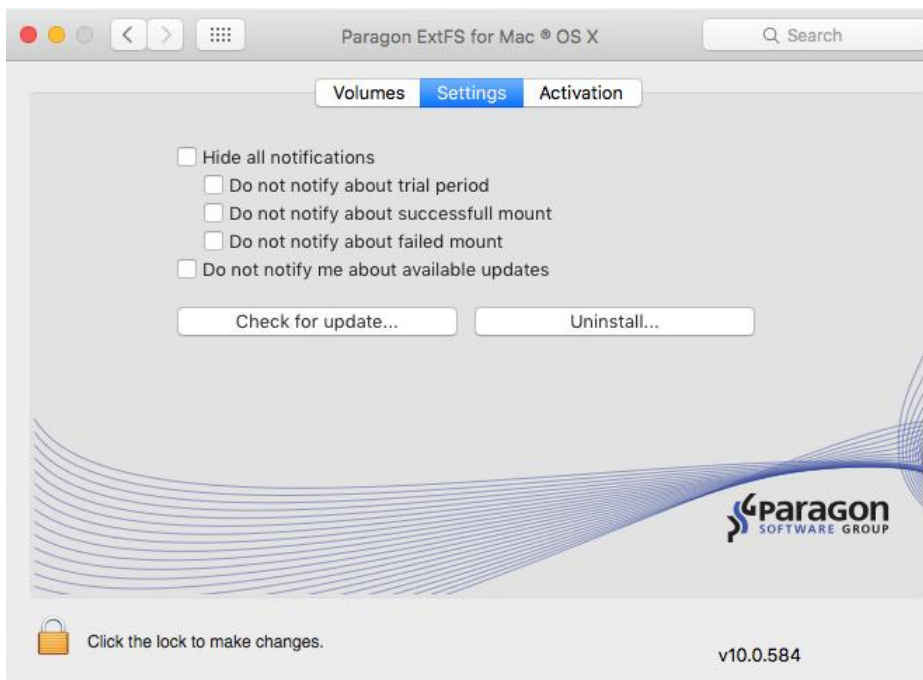 Paragon ExtFS for Mac ® OS X
Search
Volumes Settings Activation
Hide all notifications
Do not notify about trial period
Do not notify about successfull mount
Do not notify about failed mount
Do not notify me about available updates
Check for update... Uninstall...
paragon
SOFTWARE GROUP
Click the lock to make changes.
v10.0.584